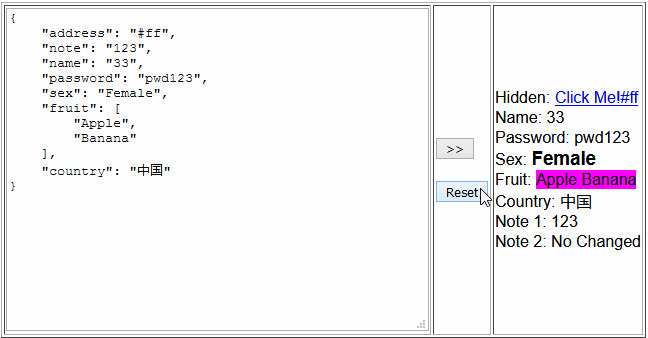 {
    "address": "#ff",
    "note": "123",
    "name": "33",
    "password": "pwd123",
    "sex": "Female",
    "fruit": [
        "Apple",
        "Banana"
    ],
    "country": "中国"
}
>>
Reset
Hidden: Click Me!#ff
Name: 33
Password: pwd123
Sex: Female
Fruit: Apple Banana
Country: 中国
Note 1: 123
Note 2: No Changed